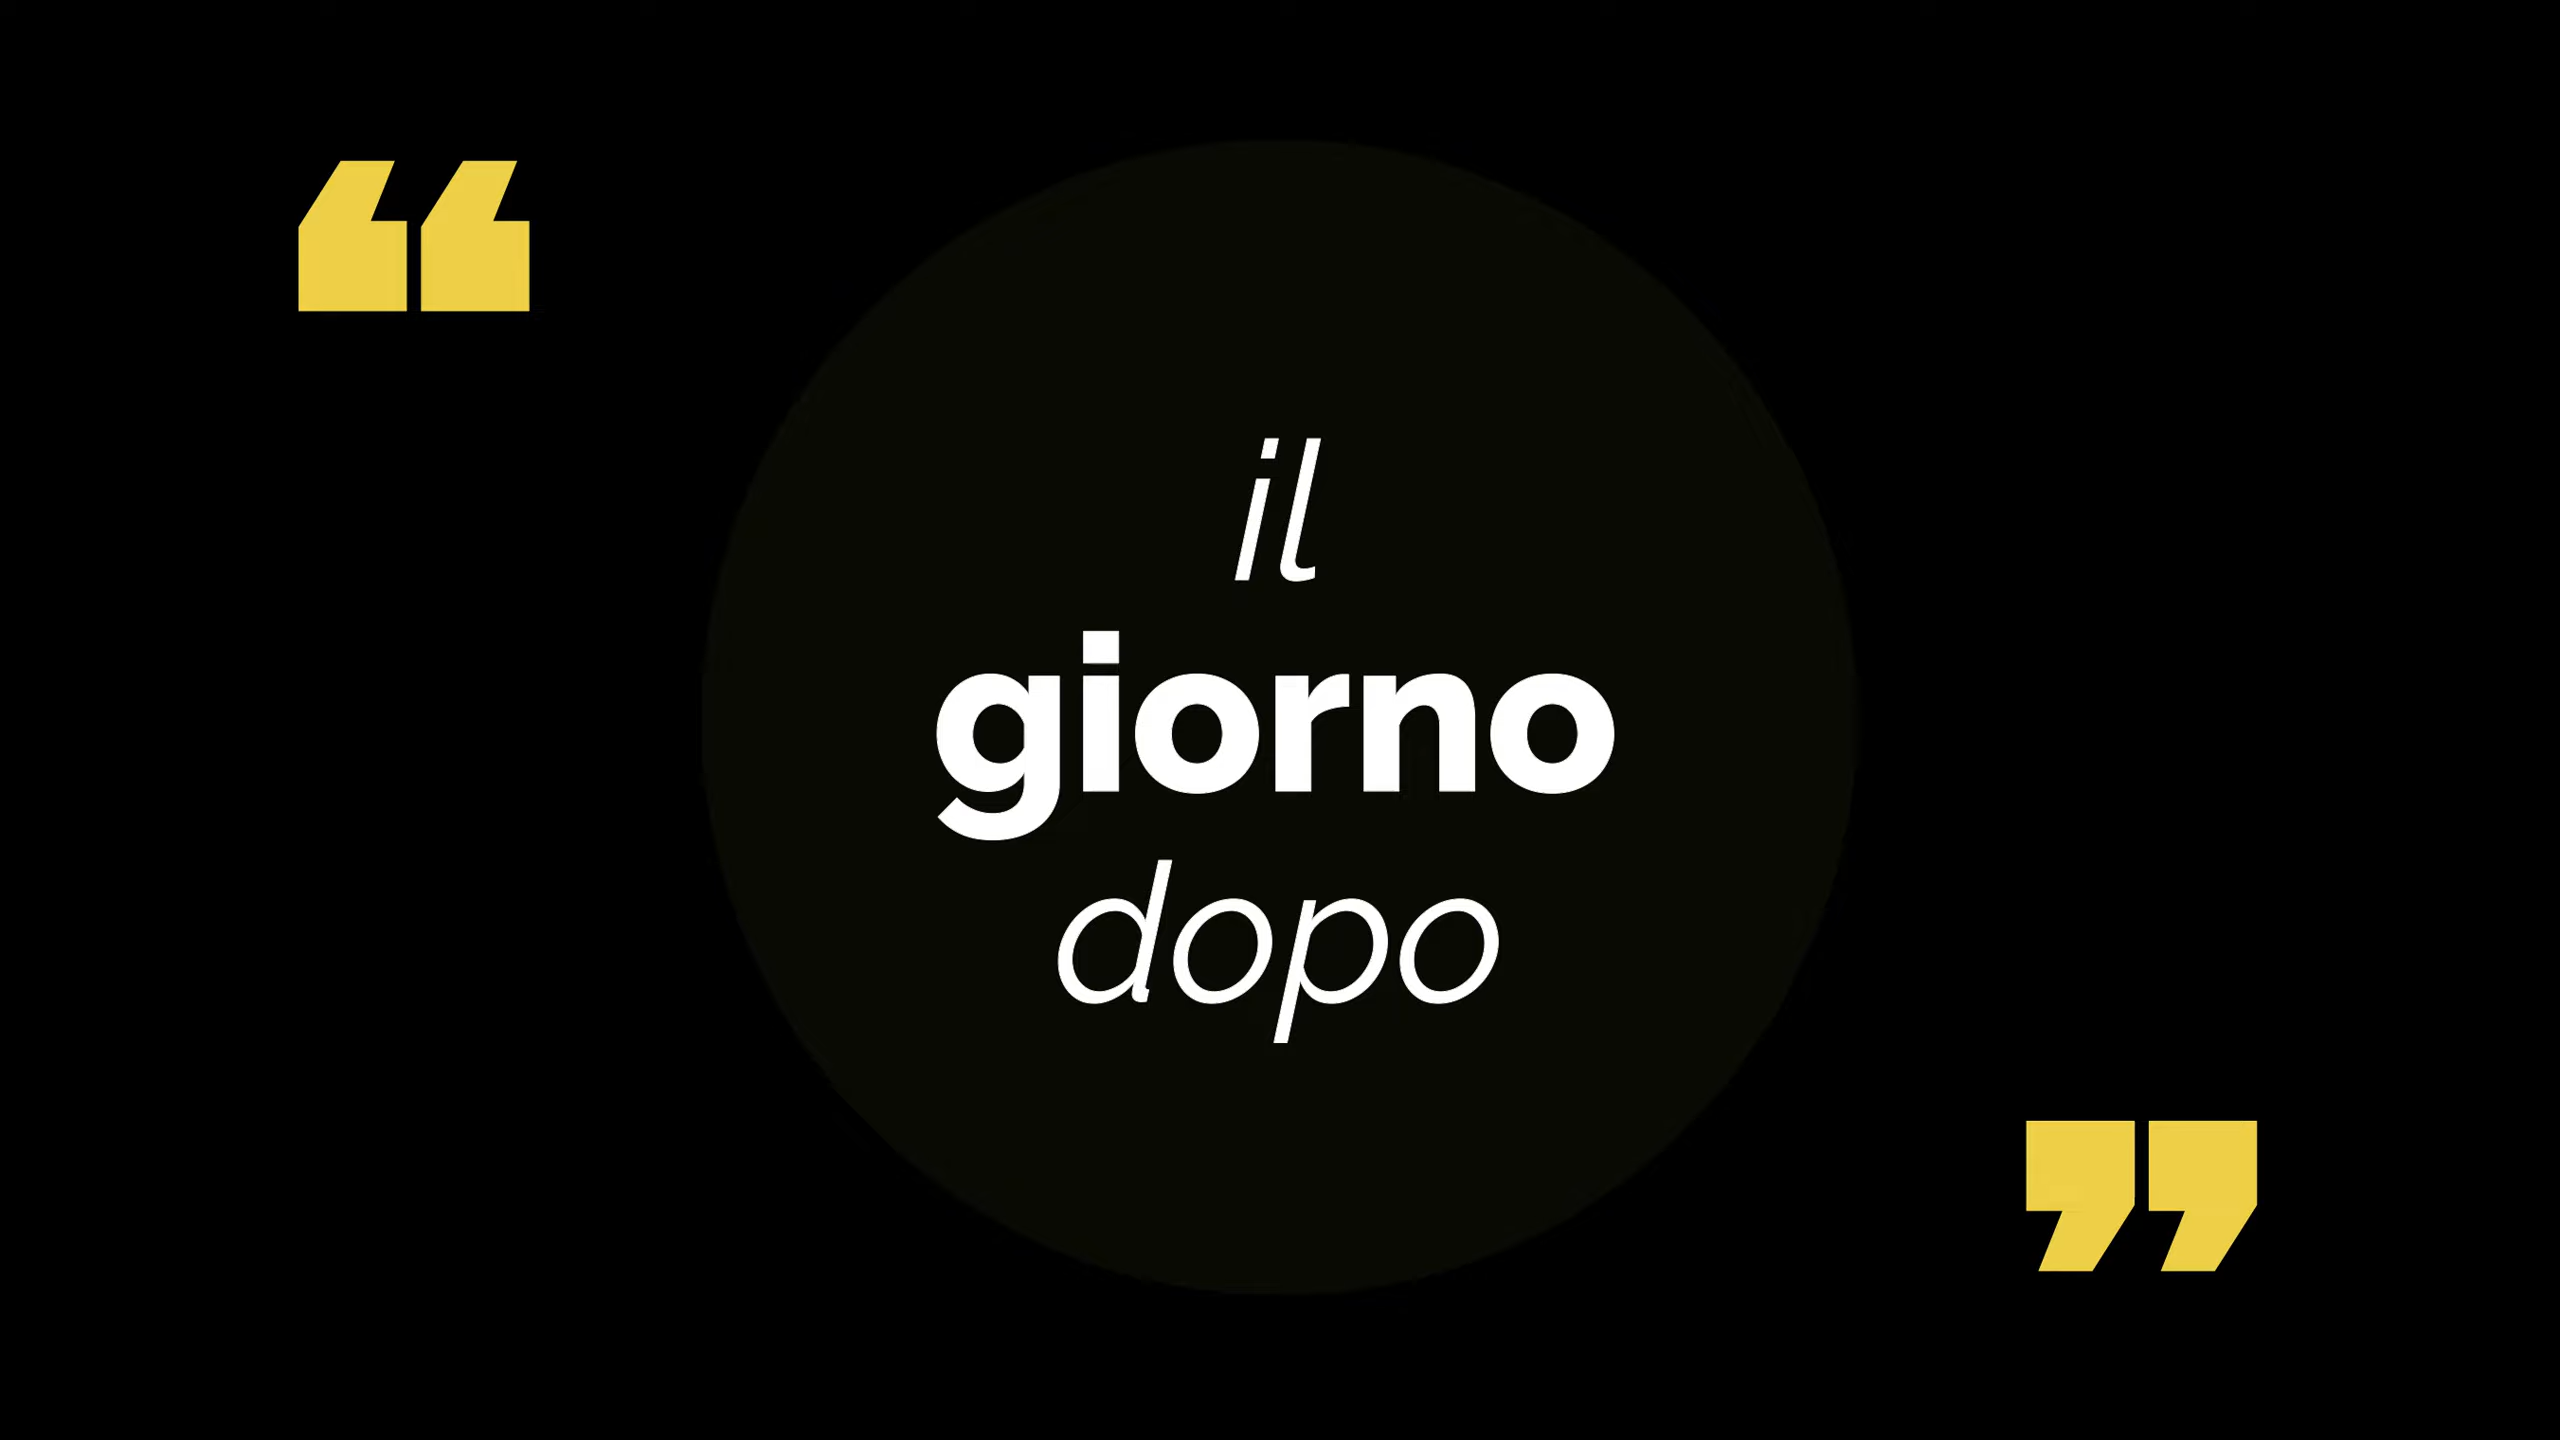 “
il
giorno
dopo
”